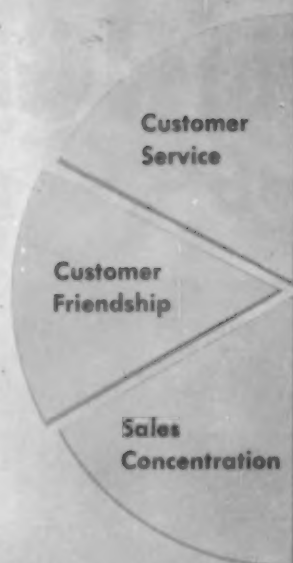 Customer
Service
Customer
Friendship
Sales
Concentration